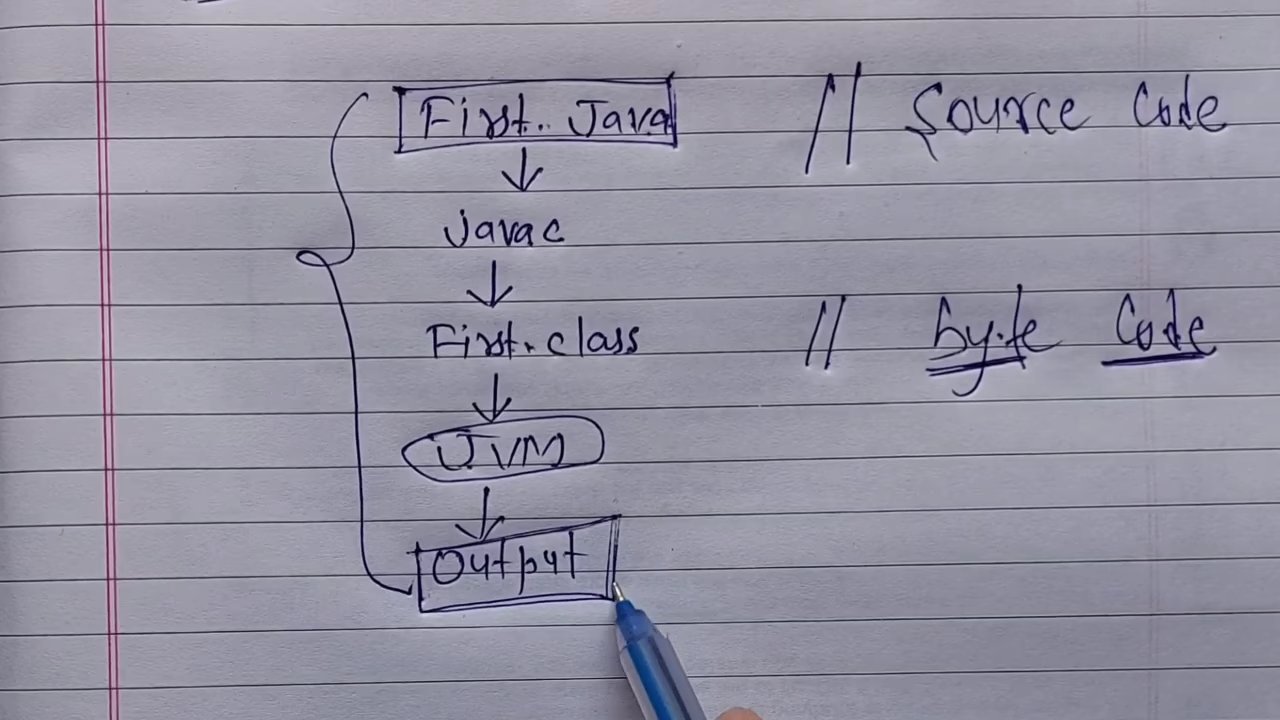 First. Java // Source Code
javac
First.class // byte Code
JVM
Output